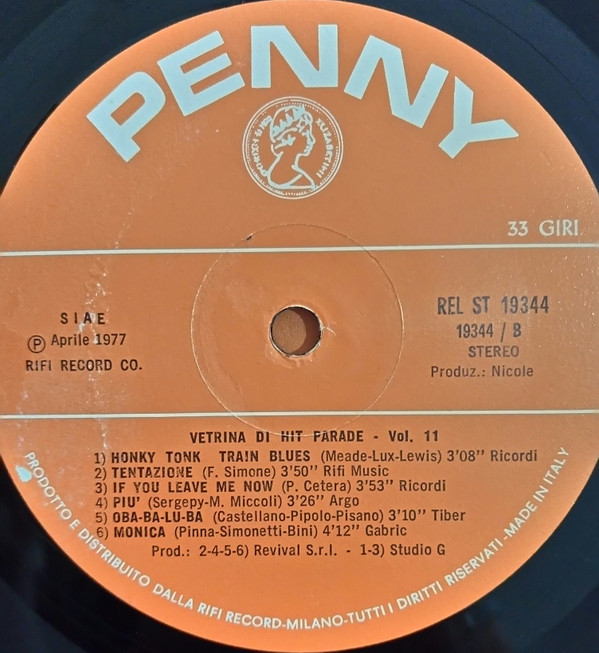 PENNY
ELIZABETH·II
33 GIRI
SIAE
Ⓟ Aprile 1977
RIFI RECORD CO.
REL ST 19344
19344 / B
STEREO
Produz.: Nicole
VETRINA DI HIT PARADE - Vol. 11
1) HONKY TONK TRAIN BLUES (Meade-Lux-Lewis) 3'08" Ricordi
2) TENTAZIONE (F. Simone) 3'50" Rifi Music
3) IF YOU LEAVE ME NOW (P. Cetera) 3'53" Ricordi
4) PIU' (Sergepy-M. Miccoli) 3'26" Argo
5) OBA-BA-LU-BA (Castellano-Pipolo-Pisano) 3'10" Tiber
6) MONICA (Pinna-Simonetti-Bini) 4'12" Gabric
Prod.: 2-4-5-6) Revival S.r.l. - 1-3) Studio G
PRODOTTO E DISTRIBUITO DALLA RIFI RECORD-MILANO-TUTTI I DIRITTI RISERVATI-MADE IN ITALY